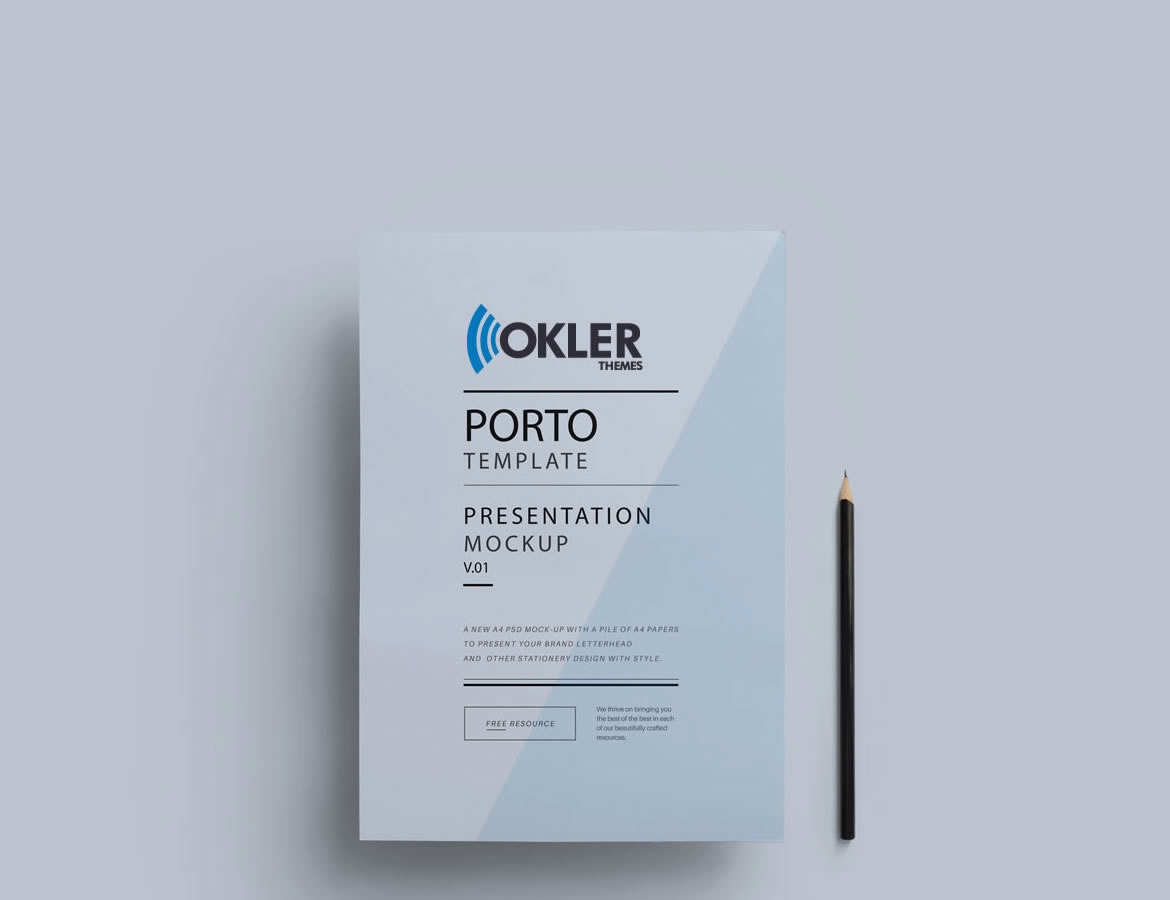 OKLER
THEMES
PORTO
TEMPLATE
PRESENTATION
MOCKUP
V.01
A NEW A4 PSD MOCK-UP WITH A PILE OF A4 PAPERS
TO PRESENT YOUR BRAND LETTERHEAD
AND OTHER STATIONERY DESIGN WITH STYLE.
FREE RESOURCE
We thrive on bringing you
the best of the best in each
of our beautifully crafted
resources.